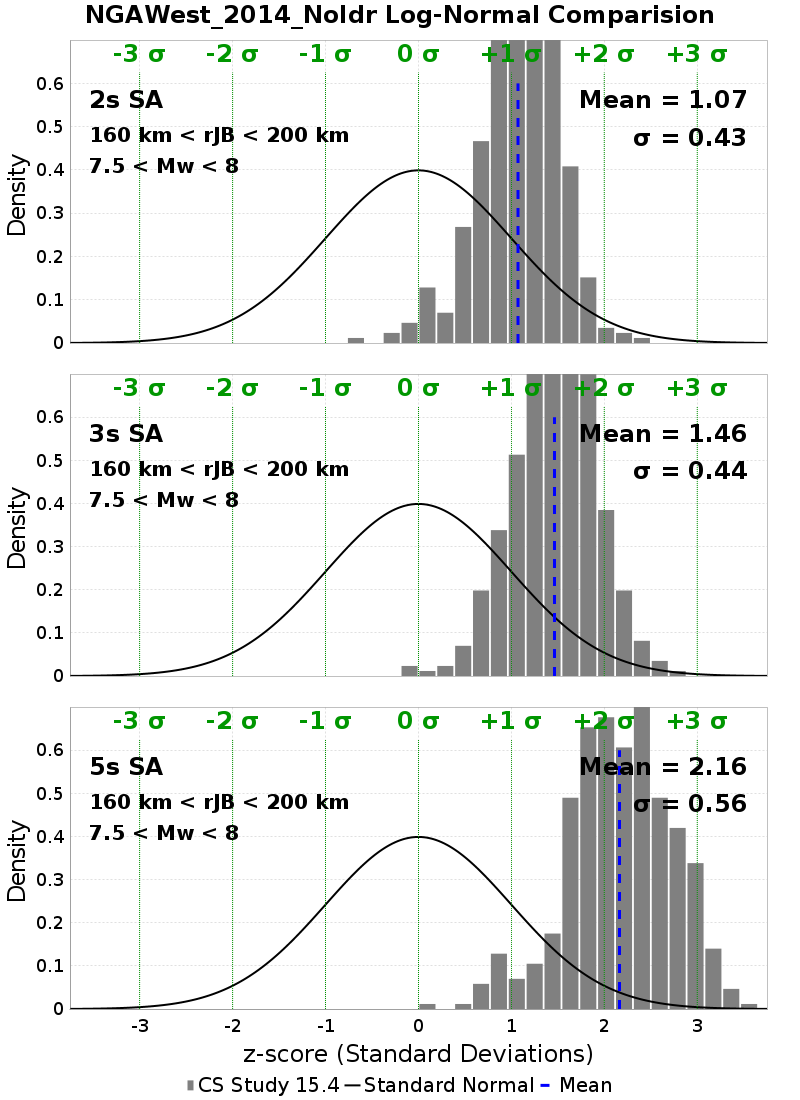 NGAWest_2014_NoIdr Log-Normal Comparision
-3 σ -2 σ -1 σ 0 σ +1 σ +2 σ +3 σ
0.6
2s SA Mean = 1.07
0.5
160 km < rJB < 200 km σ = 0.43
7.5 < Mw < 8
0.4
0.3
0.2
0.1
0
Density
-3 σ -2 σ -1 σ 0 σ +1 σ +2 σ +3 σ
0.6
3s SA Mean = 1.46
0.5
160 km < rJB < 200 km σ = 0.44
7.5 < Mw < 8
0.4
0.3
0.2
0.1
0
Density
-3 σ -2 σ -1 σ 0 σ +1 σ +2 σ +3 σ
0.6
5s SA Mean = 2.16
0.5
160 km < rJB < 200 km σ = 0.56
7.5 < Mw < 8
0.4
0.3
0.2
0.1
0
Density
-3 -2 -1 0 1 2 3
z-score (Standard Deviations)
CS Study 15.4 Standard Normal Mean